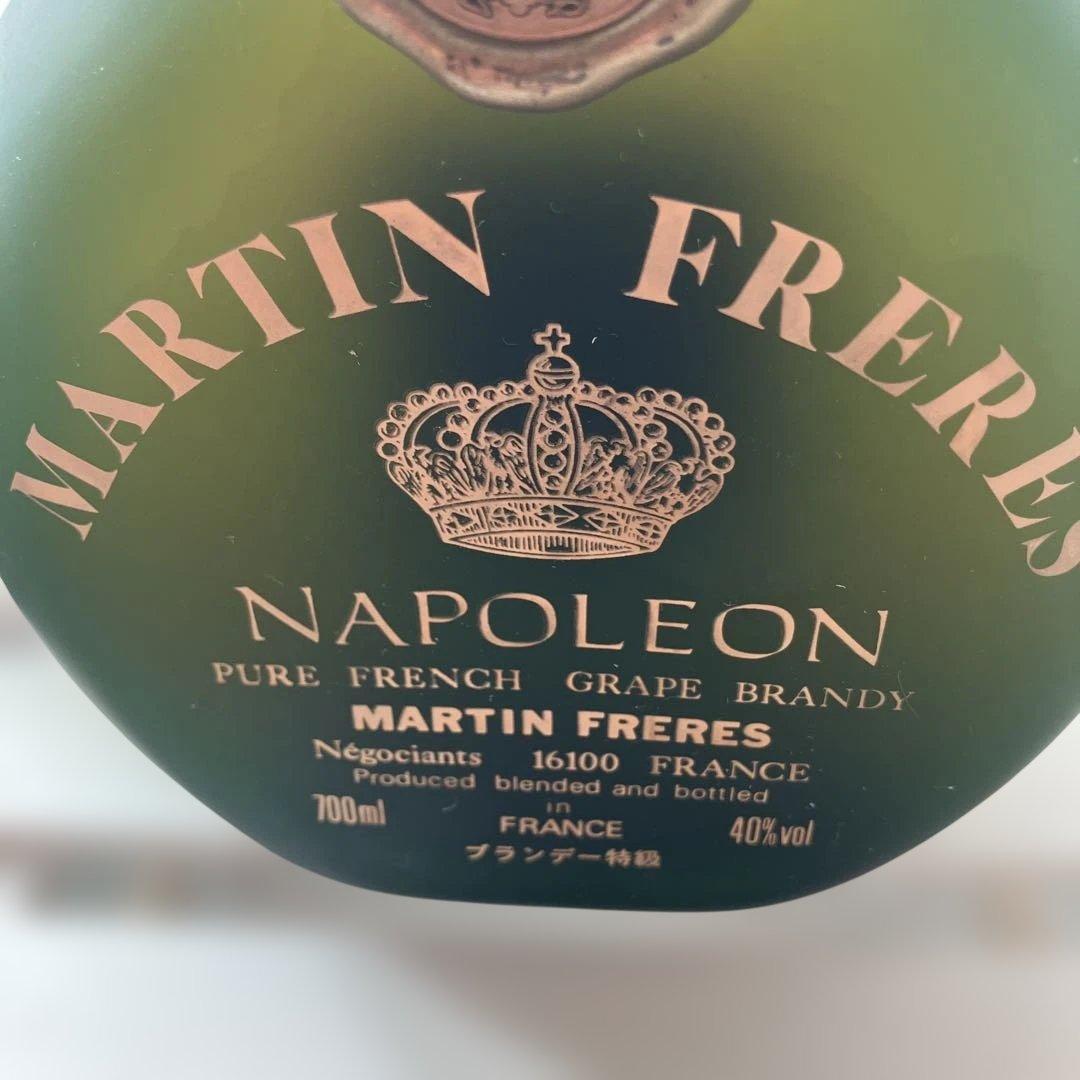 MARTIN FRERES
NAPOLEON
PURE FRENCH GRAPE BRANDY
MARTIN FRERES
Négociants 16100 FRANCE
Produced blended and bottled
in
700ml FRANCE 40%vol
ブランデー特級